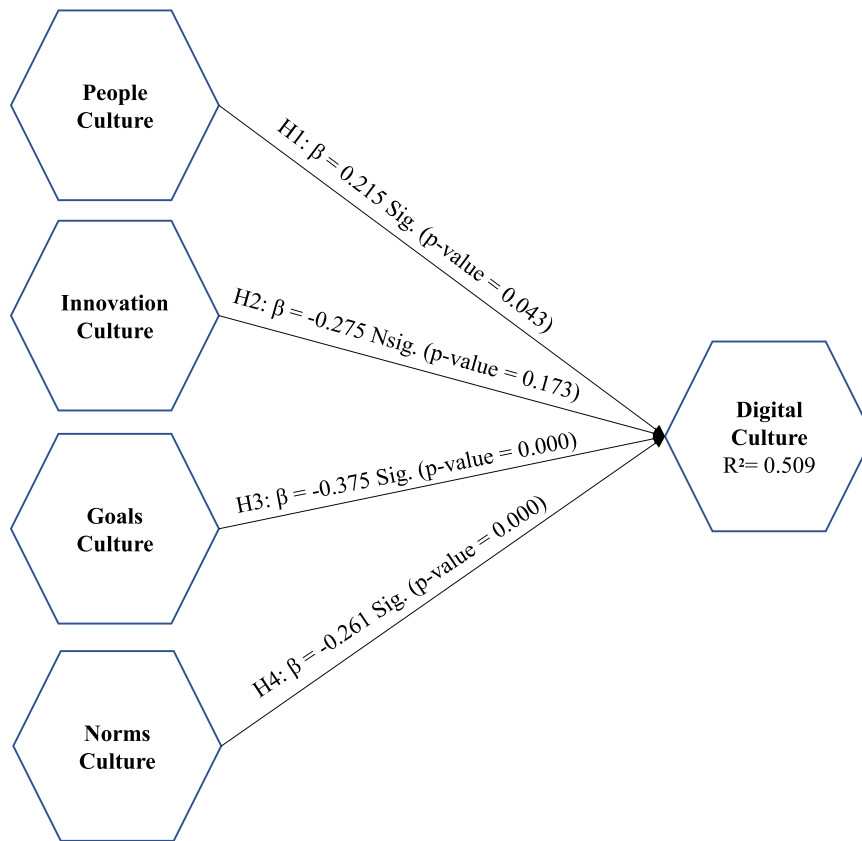 People
Culture
H1: β = 0.215 Sig. (p-value = 0.043)
Innovation
Culture
H2: β = -0.275 Nsig. (p-value = 0.173)
Digital
Culture
R²= 0.509
Goals
Culture
H3: β = -0.375 Sig. (p-value = 0.000)
Norms
Culture
H4: β = -0.261 Sig. (p-value = 0.000)